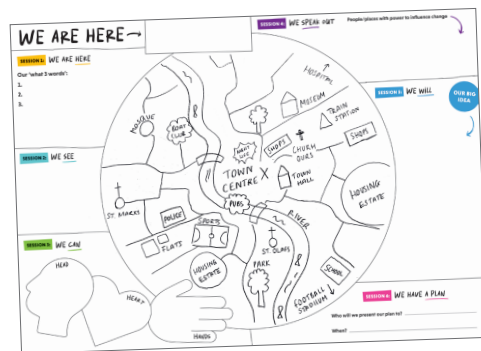 WE ARE HERE
SESSION 1: WE ARE HERE
Our 'what 3 words':
1.
2.
3.
SESSION 2: WE SEE
SESSION 3: WE CAN
HEAD
HEART
HANDS
SESSION 4: WE SPEAK OUT
People/places with power to influence change
SESSION 5: WE WILL
OUR BIG IDEA
SESSION 6: WE HAVE A PLAN
Who will we present our plan to?
When?
HOSPITAL
MUSEUM
TRAIN STATION
SHOPS
MOSQUE
BOAT CLUB
SHOPS
CHURH OURS
TOWN CENTRE X
TOWN HALL
PUBS
HOUSING ESTATE
ST. MARKS
POLICE
FLATS
SPORTS
HOUSING ESTATE
RIVER
ST. OLAVS
PARK
SCHOOL
FOOTBALL STADIUM